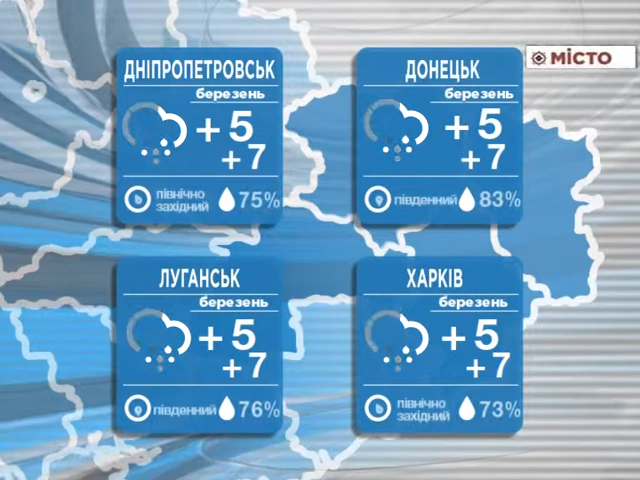 МІСТО
ДНІПРОПЕТРОВСЬК
березень
+5
+7
північно
західний
75%
ДОНЕЦЬК
березень
+5
+7
південний
83%
ЛУГАНСЬК
березень
+5
+7
південний
76%
ХАРКІВ
березень
+5
+7
північно
західний
73%